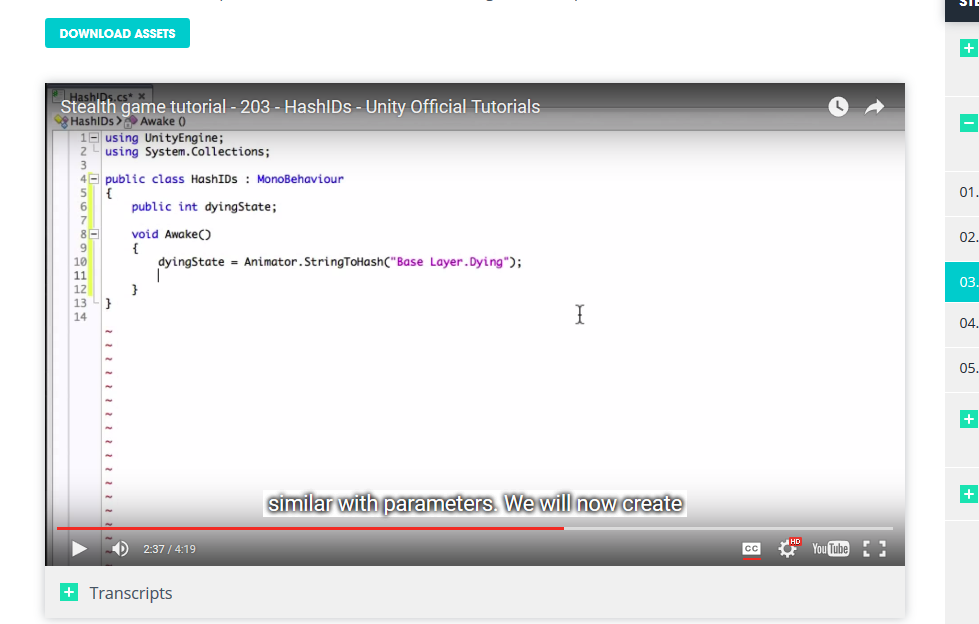 STE
DOWNLOAD ASSETS
HashIDs.cs*
Stealth game tutorial - 203 - HashIDs - Unity Official Tutorials
HashIDs > Awake ()
1 using UnityEngine;
2 using System.Collections;
3
4 public class HashIDs : MonoBehaviour
5 {
6 public int dyingState;
7
8 void Awake()
9 {
10 dyingState = Animator.StringToHash("Base Layer.Dying");
11
12 }
13 }
14
similar with parameters. We will now create
2:37 / 4:19
CC
HD
YouTube
Transcripts
01.
02.
03.
04.
05.